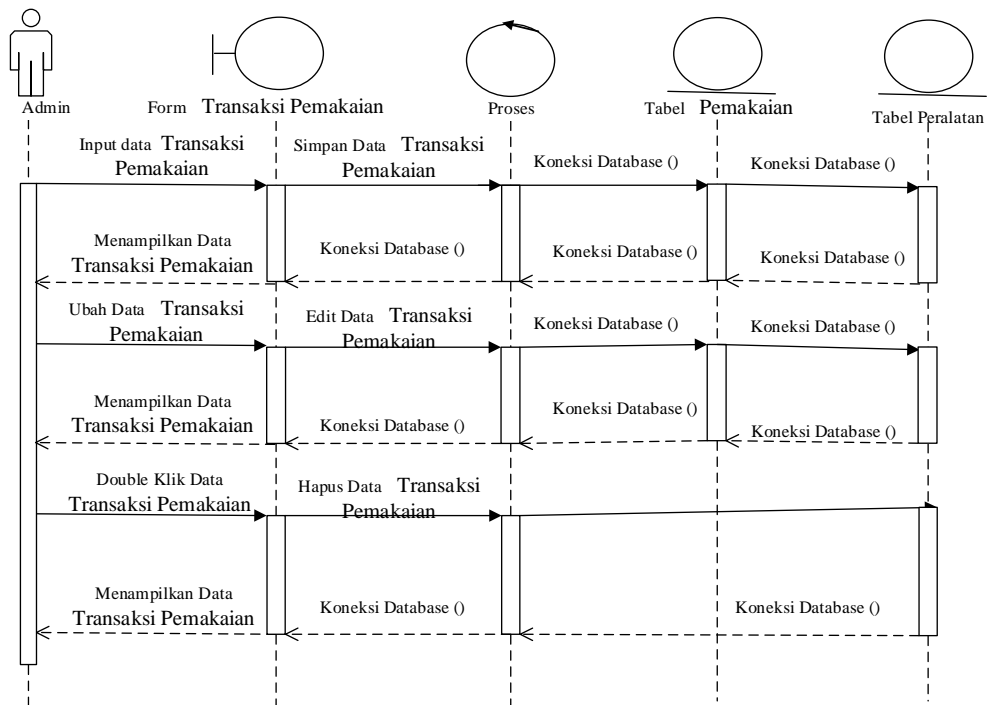 Admin
Form Transaksi Pemakaian
Proses
Tabel Pemakaian
Tabel Peralatan
Input data Transaksi
Pemakaian
Simpan Data Transaksi
Pemakaian
Koneksi Database ()
Koneksi Database ()
Menampilkan Data
Transaksi Pemakaian
Koneksi Database ()
Koneksi Database ()
Koneksi Database ()
Ubah Data Transaksi
Pemakaian
Edit Data Transaksi
Pemakaian
Koneksi Database ()
Koneksi Database ()
Menampilkan Data
Transaksi Pemakaian
Koneksi Database ()
Koneksi Database ()
Koneksi Database ()
Double Klik Data
Transaksi Pemakaian
Hapus Data Transaksi
Pemakaian
Menampilkan Data
Transaksi Pemakaian
Koneksi Database ()
Koneksi Database ()